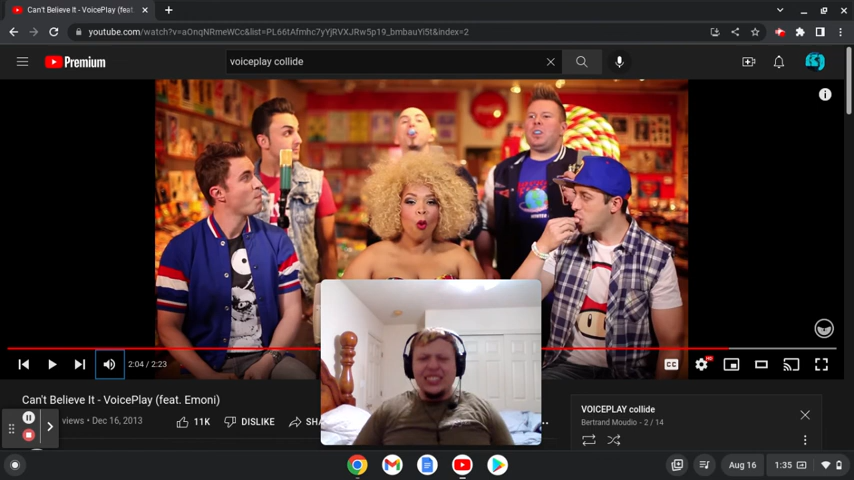 Can't Believe It - VoicePlay (feat.
youtube.com/watch?v=aOnqNRmeWCc&list=PL66tAfmhc7yYjRVXJRw5p19_bmbauYi5t&index=2
Premium
voiceplay collide
2:04 / 2:23
CC
HD
Can't Believe It - VoicePlay (feat. Emoni)
views • Dec 16, 2013
11K
DISLIKE
SHA
VOICEPLAY collide
Bertrand Moudio - 2 / 14
Aug 16
1:35